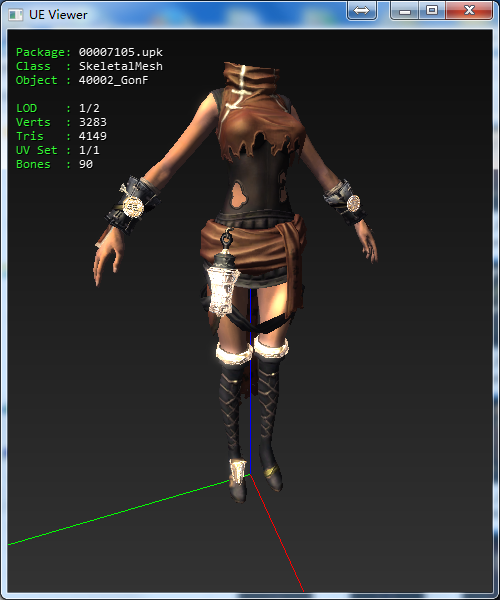 UE Viewer
Package: 00007105.upk
Class : SkeletalMesh
Object : 40002_GonF
LOD : 1/2
Verts : 3283
Tris : 4149
UV Set : 1/1
Bones : 90